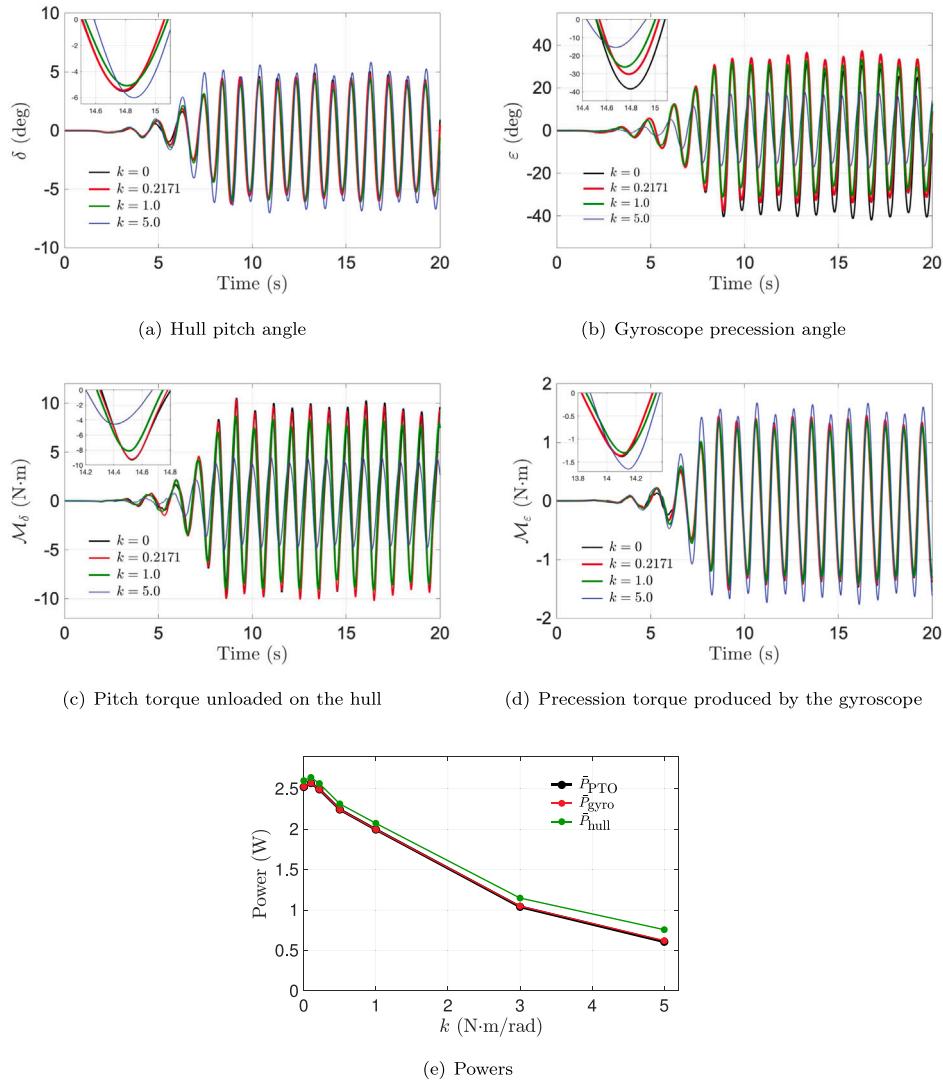 10
5
0
-5
-10
δ (deg)
0
-2
-4
-6
14.6 14.8 15
k = 0
k = 0.2171
k = 1.0
k = 5.0
0 5 10 15 20
Time (s)
(a) Hull pitch angle
40
20
0
-20
-40
ε (deg)
0
-10
-20
-30
-40
14.4 14.6 14.8 15
k = 0
k = 0.2171
k = 1.0
k = 5.0
0 5 10 15 20
Time (s)
(b) Gyroscope precession angle
10
5
0
-5
-10
ℳδ (N·m)
0
-2
-4
-6
-8
-10
14.2 14.4 14.6 14.8
k = 0
k = 0.2171
k = 1.0
k = 5.0
0 5 10 15 20
Time (s)
(c) Pitch torque unloaded on the hull
2
1
0
-1
-2
ℳε (N·m)
0
-0.5
-1
-1.5
13.8 14 14.2
k = 0
k = 0.2171
k = 1.0
k = 5.0
0 5 10 15 20
Time (s)
(d) Precession torque produced by the gyroscope
2.5
2
1.5
1
0.5
0
Power (W)
P̄PTO
P̄gyro
P̄hull
0 1 2 3 4 5
k (N·m/rad)
(e) Powers